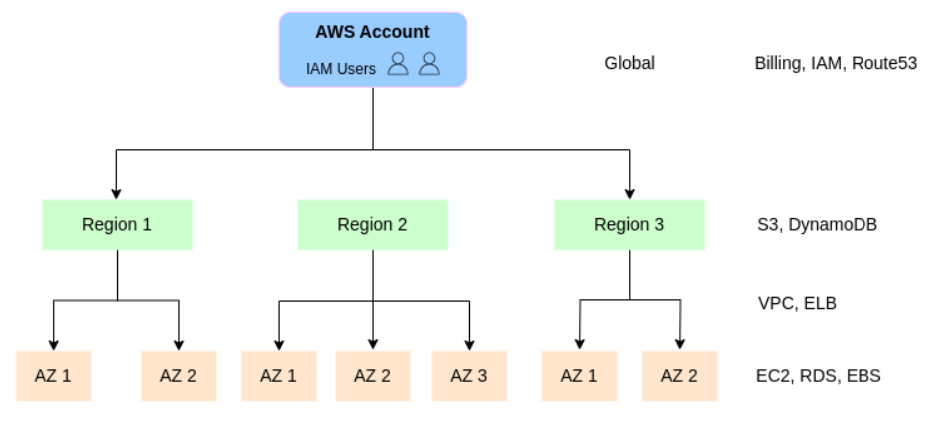 AWS Account
IAM Users
Global
Billing, IAM, Route53
Region 1
Region 2
Region 3
S3, DynamoDB
VPC, ELB
AZ 1
AZ 2
AZ 1
AZ 2
AZ 3
AZ 1
AZ 2
EC2, RDS, EBS